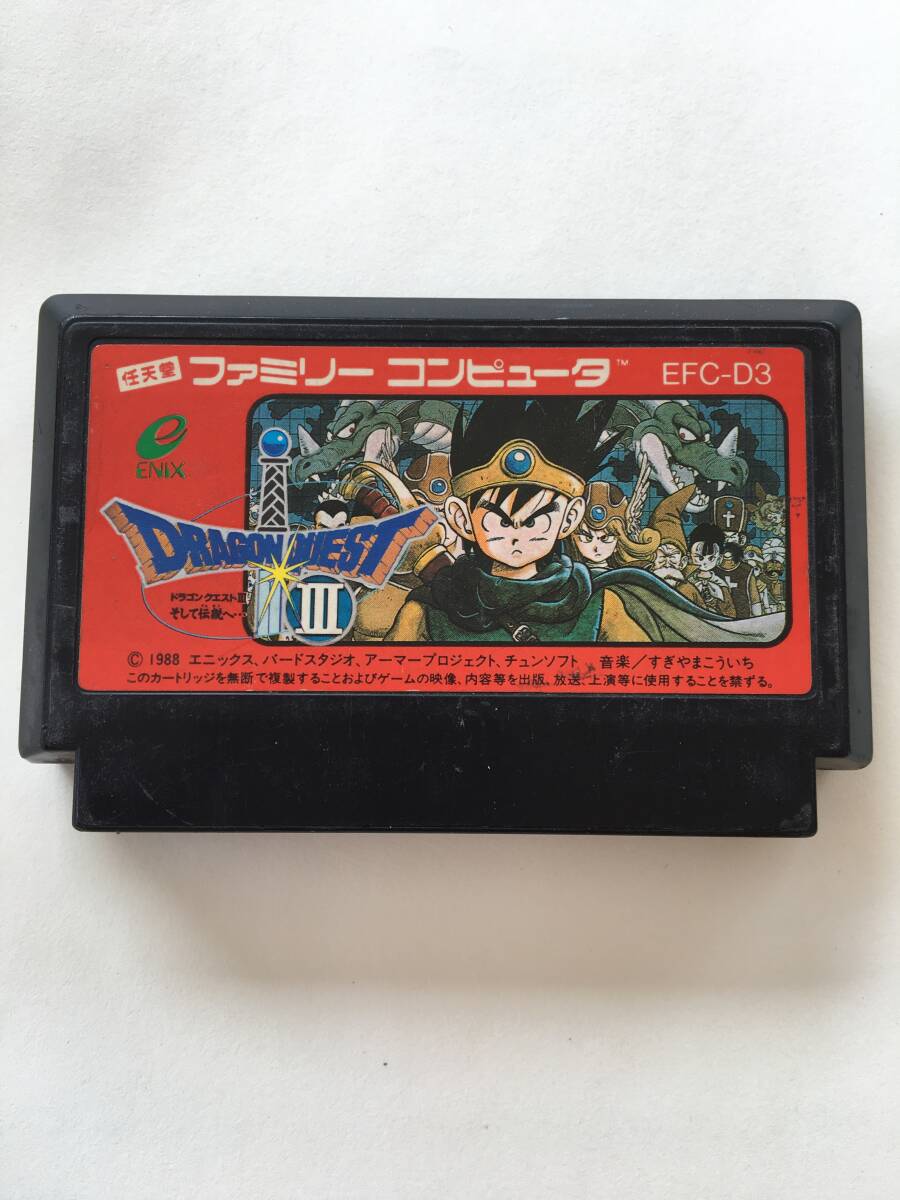 任天堂 ファミリー コンピュータ™ EFC-D3
ENIX
DRAGON QUEST
III
ドラゴンクエストIII
そして伝説へ…
© 1988 エニックス、バードスタジオ、アーマープロジェクト、チュンソフト 音楽／すぎやまこういち
このカートリッジを無断で複製することおよびゲームの映像、内容等を出版、放送、上演等に使用することを禁ずる。